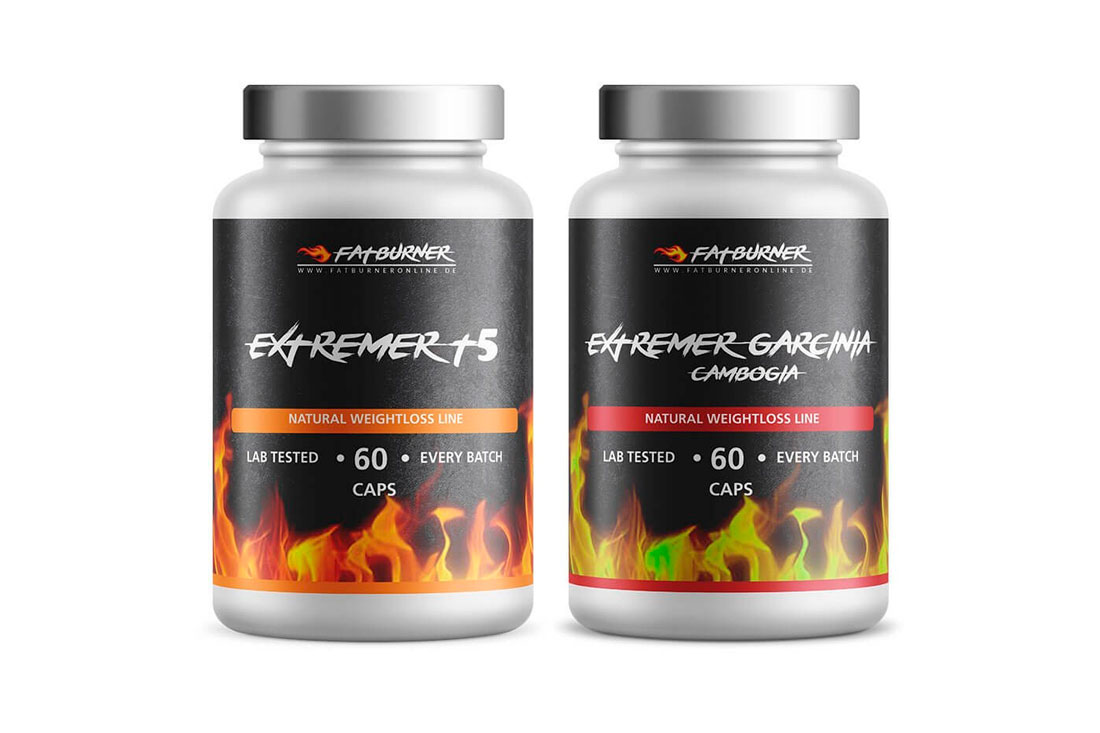 FATBURNER
WWW.FATBURNERONLINE.DE
EXTREMER T5
NATURAL WEIGHTLOSS LINE
LAB TESTED • 60 • EVERY BATCH
CAPS
FATBURNER
WWW.FATBURNERONLINE.DE
EXTREMER GARCINIA
CAMBOGIA
NATURAL WEIGHTLOSS LINE
LAB TESTED • 60 • EVERY BATCH
CAPS